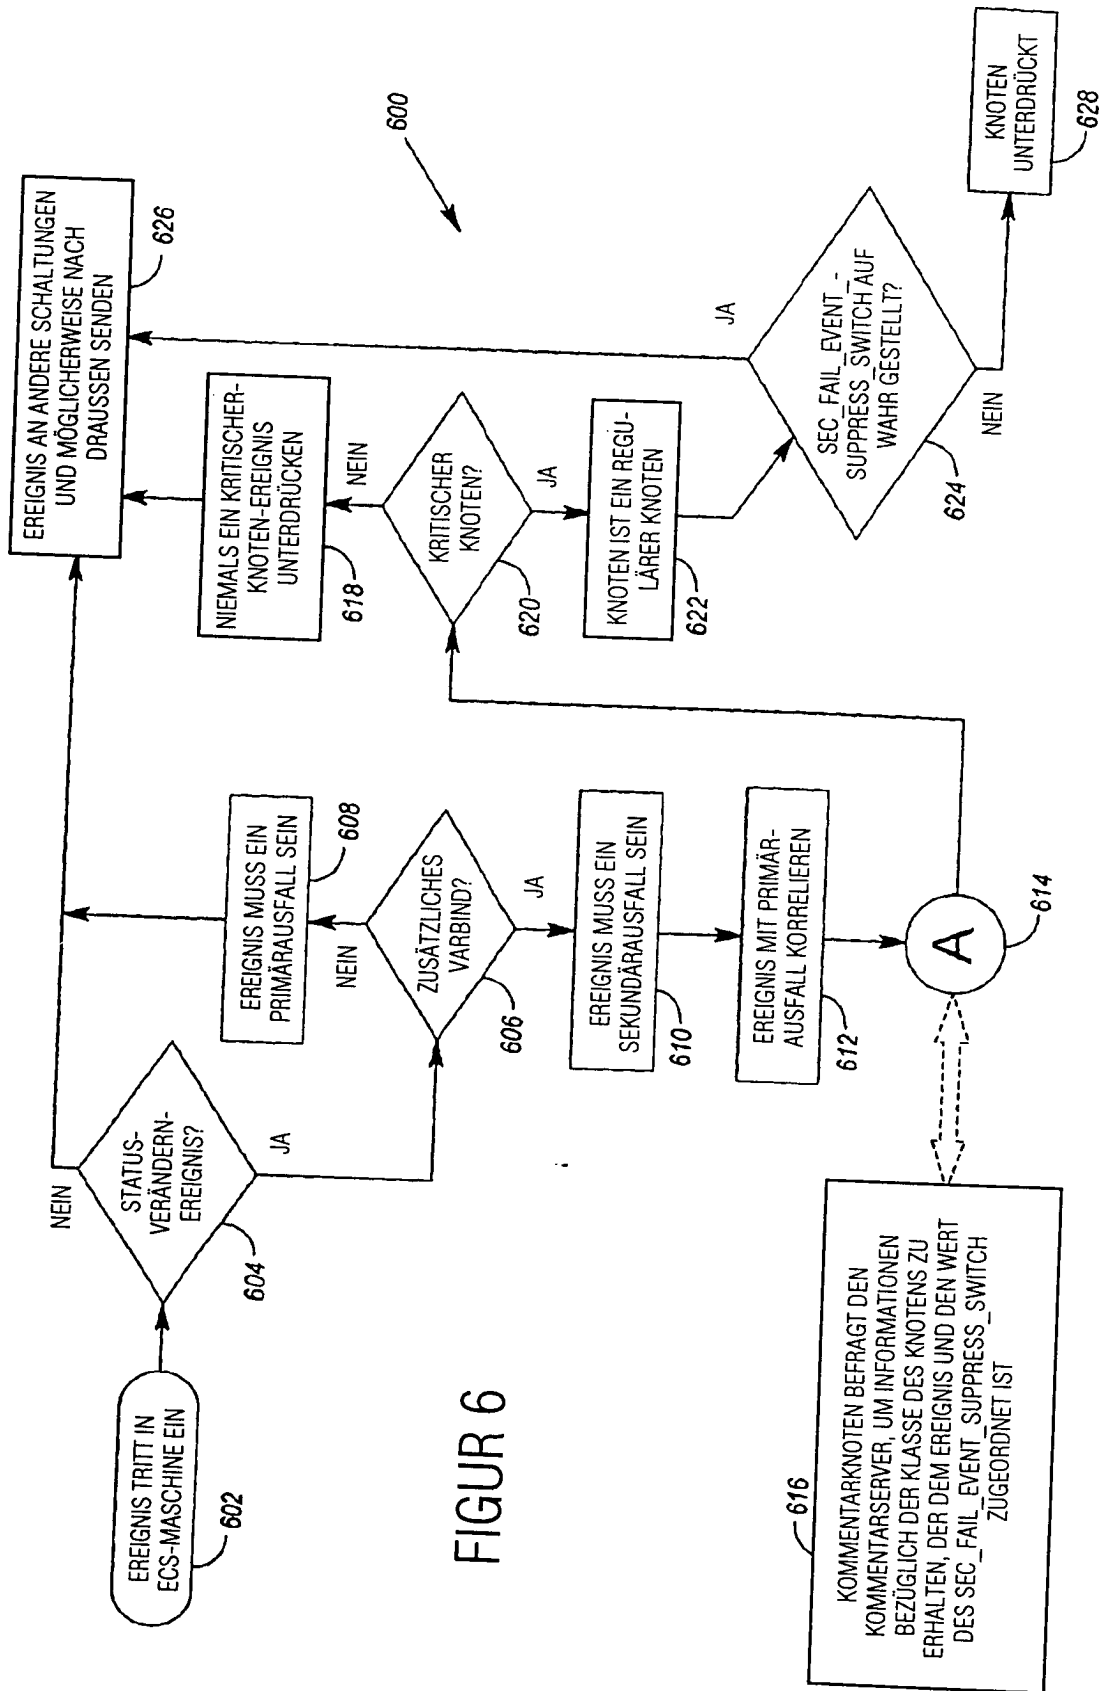 EREIGNIS TRITT IN
ECS-MASCHINE EIN
602
STATUS-
VERÄNDERN-
EREIGNIS?
604
NEIN
JA
EREIGNIS MUSS EIN
PRIMÄRAUSFALL SEIN
608
NEIN
ZUSÄTZLICHES
VARBIND?
606
JA
EREIGNIS MUSS EIN
SEKUNDÄRAUSFALL SEIN
610
EREIGNIS MIT PRIMÄR-
AUSFALL KORRELIEREN
612
A
614
KOMMENTARKNOTEN BEFRAGT DEN
KOMMENTARSERVER, UM INFORMATIONEN
BEZÜGLICH DER KLASSE DES KNOTENS ZU
ERHALTEN, DER DEM EREIGNIS UND DEN WERT
DES SEC_FAIL_EVENT_SUPPRESS_SWITCH
ZUGEORDNET IST
616
EREIGNIS AN ANDERE SCHALTUNGEN
UND MÖGLICHERWEISE NACH
DRAUSSEN SENDEN
626
NIEMALS EIN KRITISCHER-
KNOTEN-EREIGNIS
UNTERDRÜCKEN
618
NEIN
KRITISCHER
KNOTEN?
620
JA
KNOTEN IST EIN REGU-
LÄRER KNOTEN
622
JA
SEC_FAIL_EVENT_-
SUPPRESS_SWITCH AUF
WAHR GESTELLT?
624
NEIN
KNOTEN
UNTERDRÜCKT
628
600
FIGUR 6